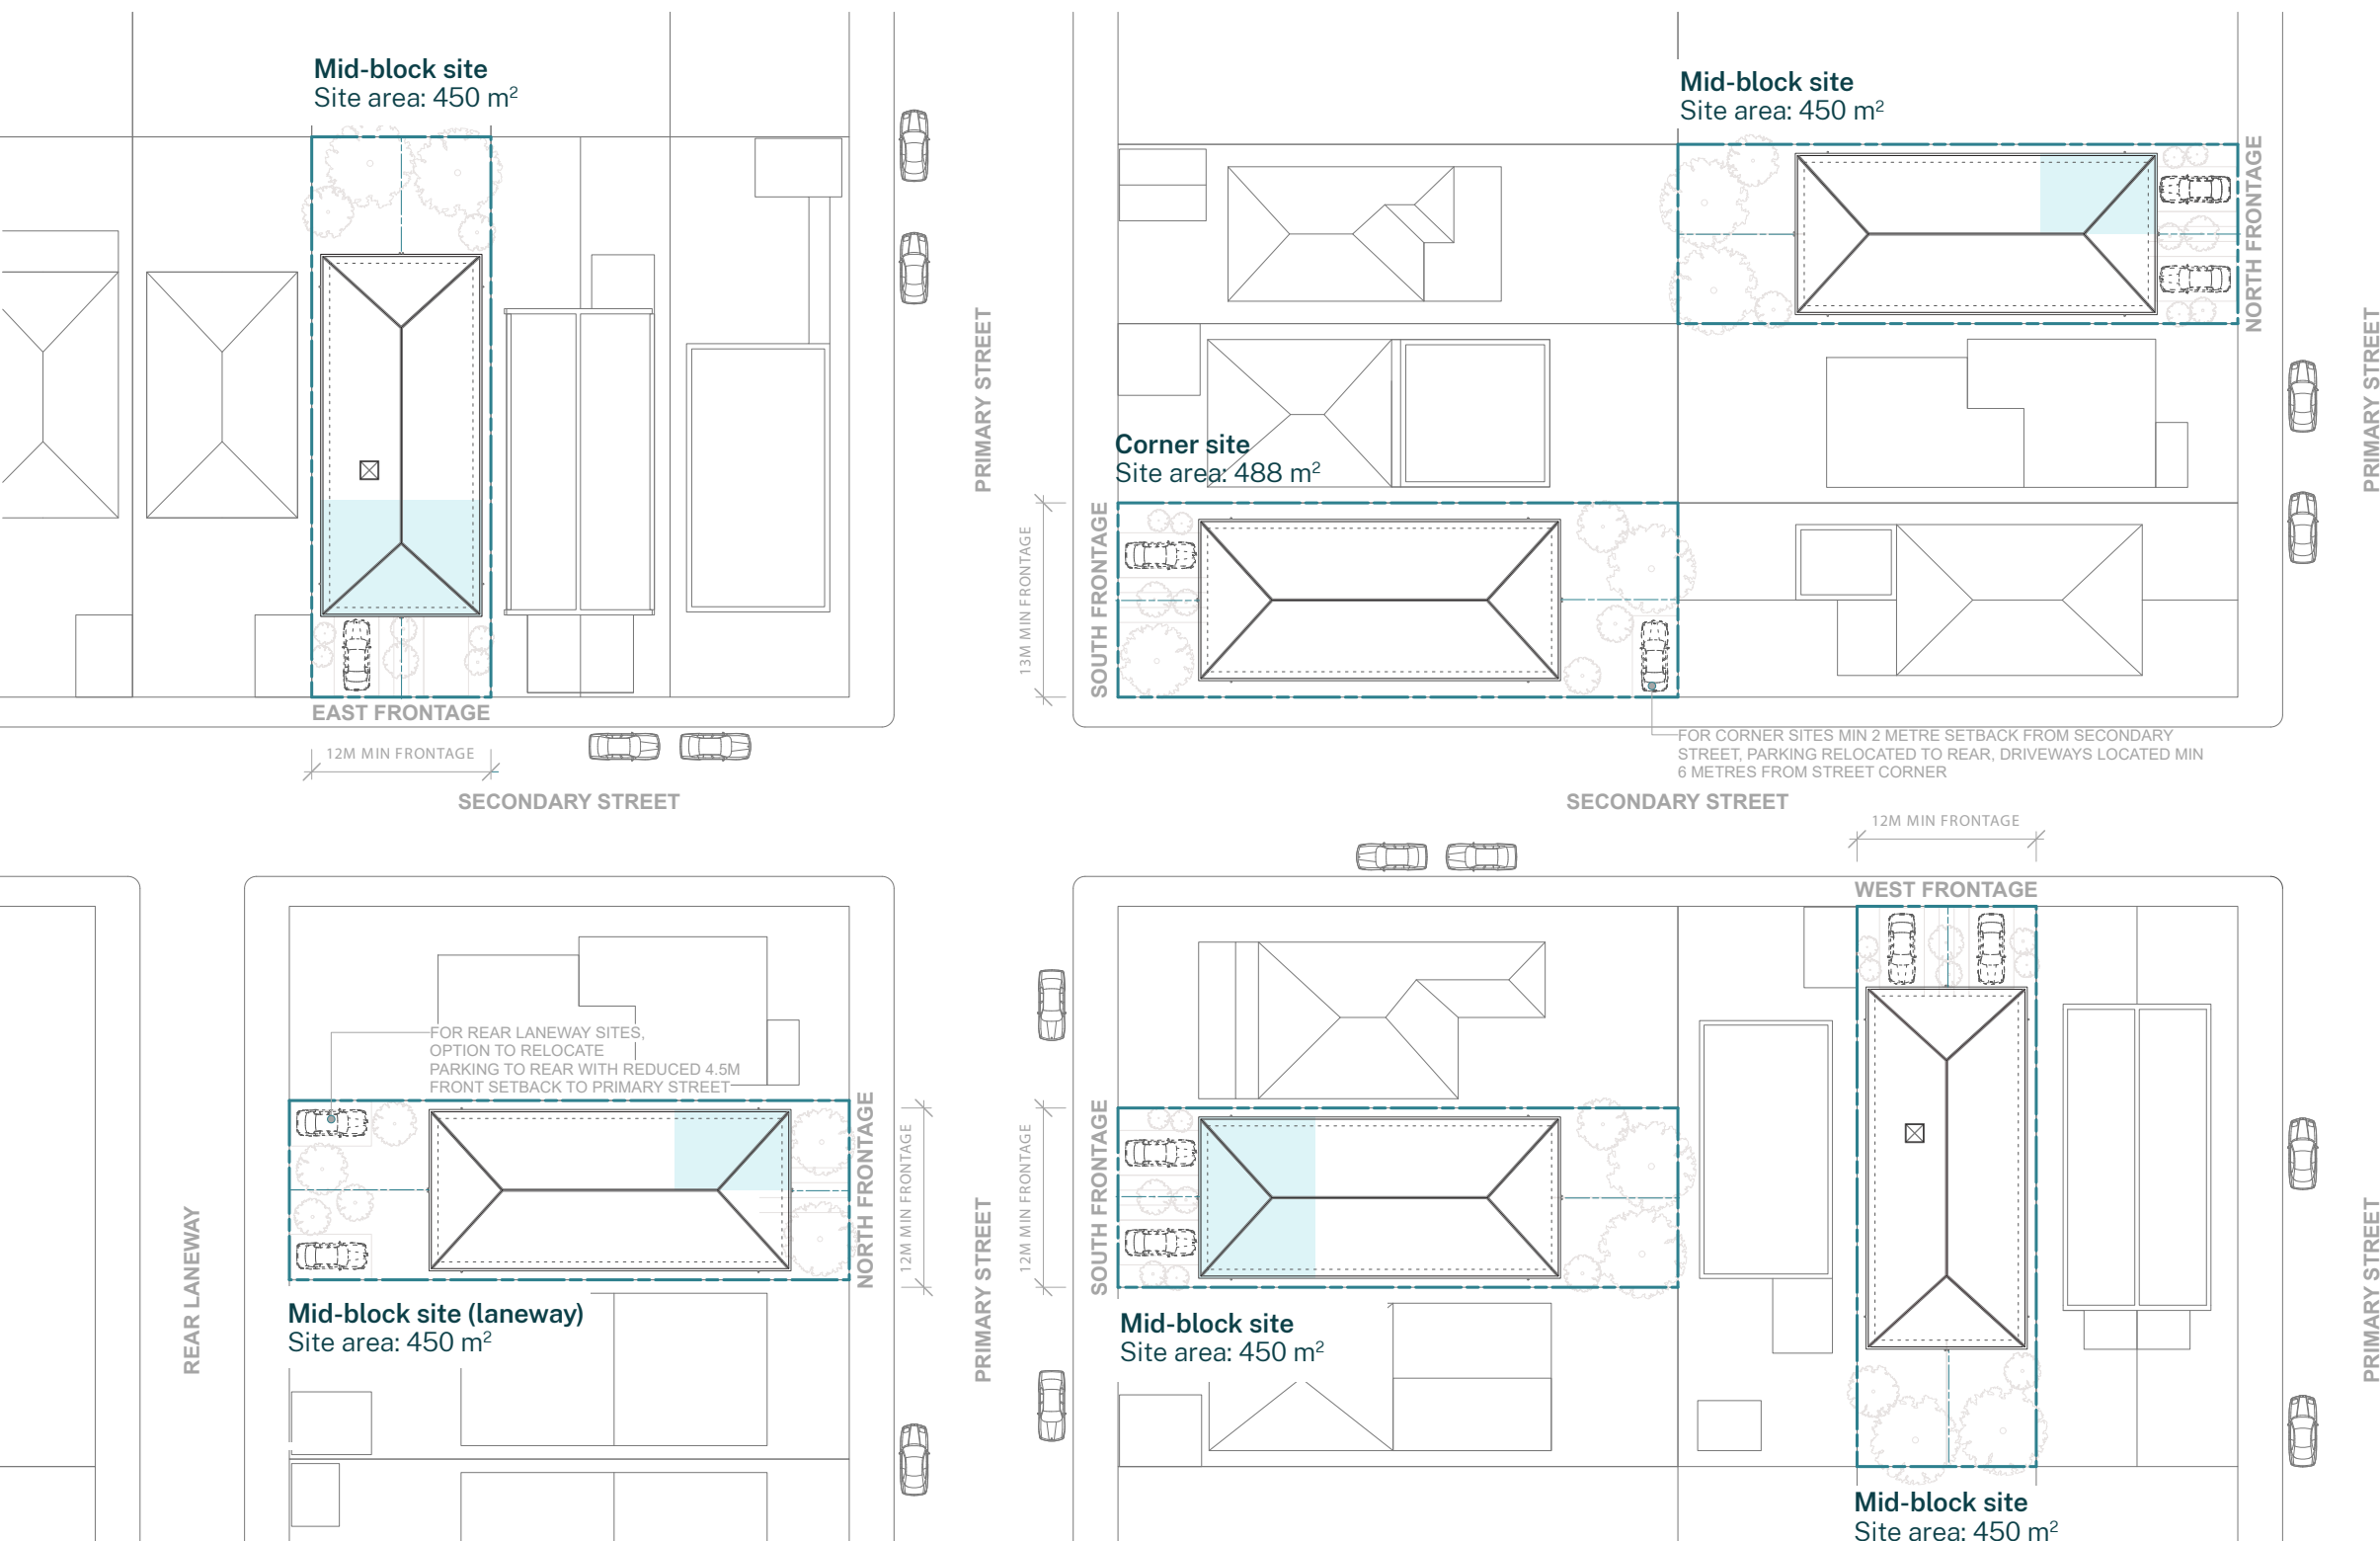 Mid-block site
Site area: 450 m²
Mid-block site
Site area: 450 m²
NORTH FRONTAGE
PRIMARY STREET
PRIMARY STREET
Corner site
Site area: 488 m²
13M MIN FRONTAGE
SOUTH FRONTAGE
EAST FRONTAGE
12M MIN FRONTAGE
SECONDARY STREET
FOR CORNER SITES MIN 2 METRE SETBACK FROM SECONDARY
STREET, PARKING RELOCATED TO REAR, DRIVEWAYS LOCATED MIN
6 METRES FROM STREET CORNER
SECONDARY STREET
12M MIN FRONTAGE
WEST FRONTAGE
FOR REAR LANEWAY SITES,
OPTION TO RELOCATE
PARKING TO REAR WITH REDUCED 4.5M
FRONT SETBACK TO PRIMARY STREET
NORTH FRONTAGE
12M MIN FRONTAGE
12M MIN FRONTAGE
SOUTH FRONTAGE
REAR LANEWAY
PRIMARY STREET
PRIMARY STREET
Mid-block site (laneway)
Site area: 450 m²
Mid-block site
Site area: 450 m²
Mid-block site
Site area: 450 m²